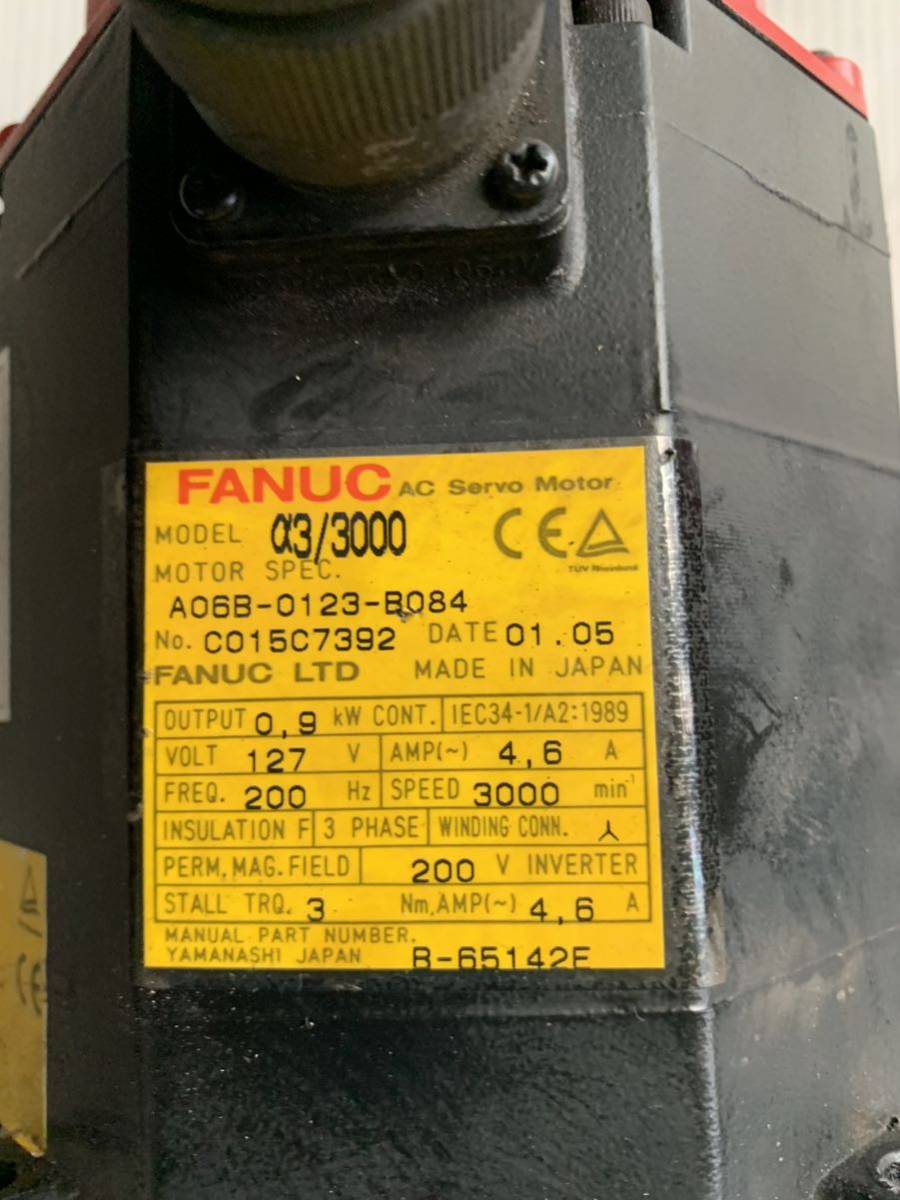 FANUC AC Servo Motor
MODEL α3/3000 CE
TÜV Rheinland
MOTOR SPEC.
A06B-0123-B084
No. C015C7392 DATE 01.05
FANUC LTD MADE IN JAPAN
OUTPUT 0,9 kW CONT. IEC34-1/A2:1989
VOLT 127 V AMP(~) 4,6 A
FREQ. 200 Hz SPEED 3000 min⁻¹
INSULATION F 3 PHASE WINDING CONN.
PERM, MAG. FIELD 200 V INVERTER
STALL TRQ. 3 Nm, AMP(~) 4,6 A
MANUAL PART NUMBER.
YAMANASHI JAPAN B-65142E
CE